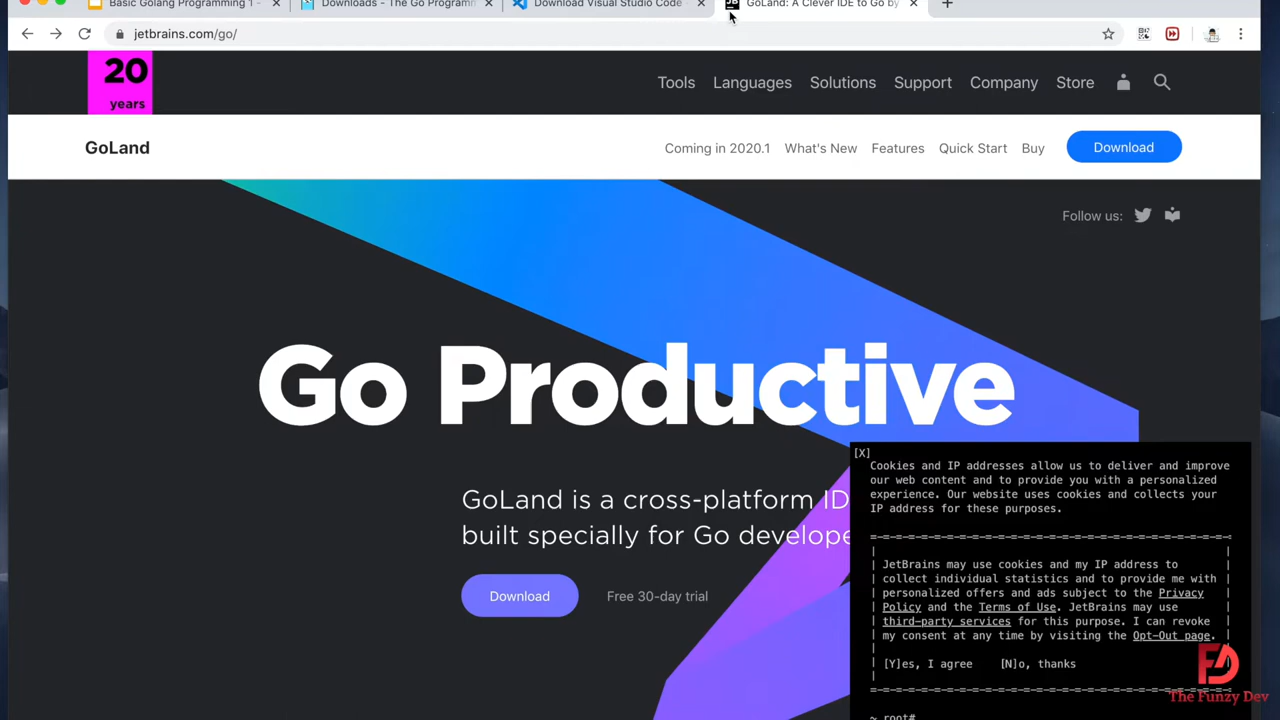 Basic Golang Programming 1 -
Downloads - The Go Programm
Download Visual Studio Code -
GoLand: A Clever IDE to Go by
jetbrains.com/go/
20
years
Tools Languages Solutions Support Company Store
GoLand
Coming in 2020.1 What's New Features Quick Start Buy Download
Follow us:
Go Productive
GoLand is a cross-platform ID
built specially for Go develope
Download Free 30-day trial
[X]
Cookies and IP addresses allow us to deliver and improve
our web content and to provide you with a personalized
experience. Our website uses cookies and collects your
IP address for these purposes.
JetBrains may use cookies and my IP address to
collect individual statistics and to provide me with
personalized offers and ads subject to the Privacy
Policy and the Terms of Use. JetBrains may use
third-party services for this purpose. I can revoke
my consent at any time by visiting the Opt-Out page.
[Y]es, I agree [N]o, thanks
~ root#
The Funzy Dev